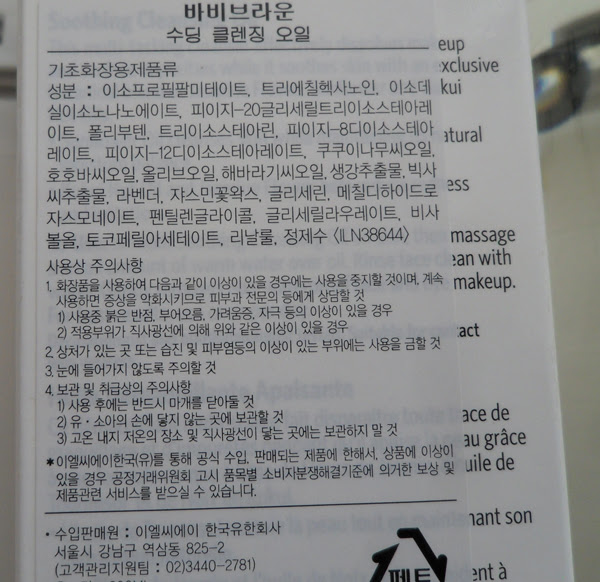 바비브라운
수딩 클렌징 오일
기초화장용제품류
성분 : 이소프로필팔미테이트, 트리에칠헥사노인, 이소데
실이소노나노에이트, 피이지-20글리세릴트리이소스테아레
이트, 폴리부텐, 트리이소스테아린, 피이지-8디이소스테아
레이트, 피이지-12디이소스테아레이트, 쿠쿠이나무씨오일,
호호바씨오일, 올리브오일, 해바라기씨오일, 생강추출물, 빅사
씨추출물, 라벤더, 쟈스민꽃왁스, 글리세린, 메칠디하이드로
자스모네이트, 펜틸렌글라이콜, 글리세릴라우레이트, 비사
볼올, 토코페릴아세테이트, 리날룰, 정제수 <ILN38644>
사용상 주의사항
1. 화장품을 사용하여 다음과 같이 이상이 있을 경우에는 사용을 중지할 것이며, 계속
사용하면 증상을 악화시키므로 피부과 전문의 등에게 상담할 것
1) 사용중 붉은 반점, 부어오름, 가려움증, 자극 등의 이상이 있을 경우
2) 적용부위가 직사광선에 의해 위와 같은 이상이 있을 경우
2. 상처가 있는 곳 또는 습진 및 피부염등의 이상이 있는 부위에는 사용을 금할 것
3. 눈에 들어가지 않도록 주의할 것
4. 보관 및 취급상의 주의사항
1) 사용 후에는 반드시 마개를 닫아둘 것
2) 유·소아의 손에 닿지 않는 곳에 보관할 것
3) 고온 내지 저온의 장소 및 직사광선이 닿는 곳에는 보관하지 말 것
*이엘씨에이한국(유)를 통해 공식 수입, 판매되는 제품에 한해서, 상품에 이상이
있을 경우 공정거래위원회 고시 품목별 소비자분쟁해결기준에 의거한 보상 및
제품관련 서비스를 받으실 수 있습니다.
• 수입판매원 : 이엘씨에이 한국유한회사
서울시 강남구 역삼동 825-2
(고객관리지원팀 : 02)3440-2781)
페트
eup
exclusive
kui
atural
ess
massage
ean with
makeup.
tact
ace de
au grâce
uile de
nant son
ent à